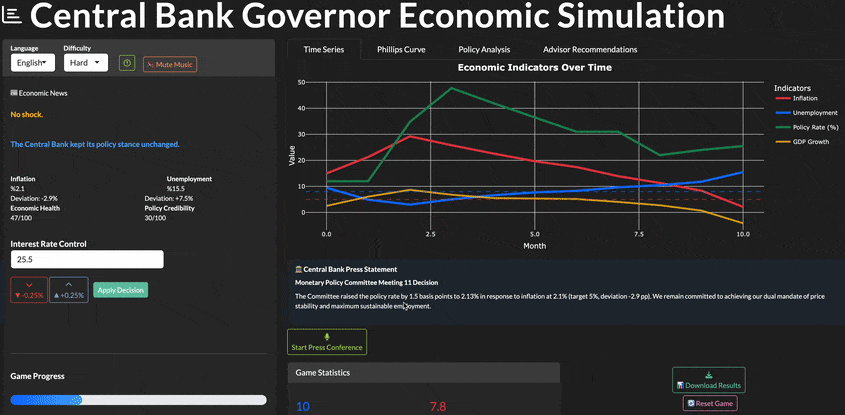 Central Bank Governor Economic Simulation
Language
Difficulty
English
Hard
Mute Music
Economic News
No shock.
The Central Bank kept its policy stance unchanged.
Inflation
Unemployment
%2.1
%15.5
Deviation: -2.9%
Deviation: +7.5%
Economic Health
Policy Credibility
47/100
30/100
Interest Rate Control
25.5
▼-0.25%
▲+0.25%
Apply Decision
Game Progress
Time Series
Phillips Curve
Policy Analysis
Advisor Recommendations
Economic Indicators Over Time
Value
50
40
30
20
10
0
0.0
2.5
5.0
7.5
10.0
Month
Indicators
Inflation
Unemployment
Policy Rate (%)
GDP Growth
Central Bank Press Statement
Monetary Policy Committee Meeting 11 Decision
The Committee raised the policy rate by 1.5 basis points to 2.13% in response to inflation at 2.1% (target 5%, deviation -2.9 pp). We remain committed to achieving our dual mandate of price
stability and maximum sustainable employment.
Start Press Conference
Game Statistics
10
7.8
Download Results
Reset Game